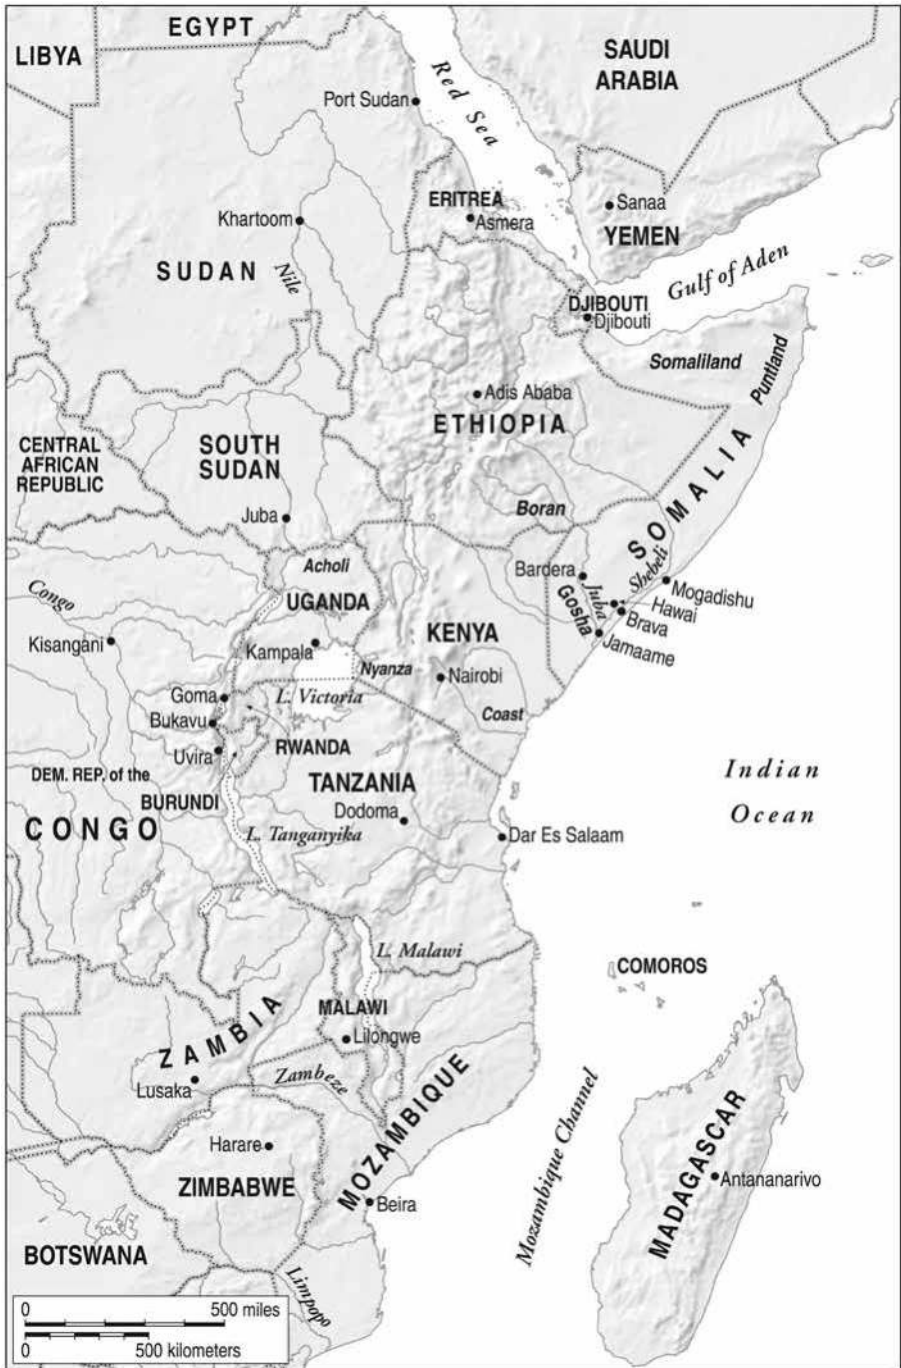 EGYPT
LIBYA
SAUDI
ARABIA
Red Sea
Port Sudan
ERITREA
Asmera
Sanaa
YEMEN
Khartoom
SUDAN
Nile
Gulf of Aden
DJIBOUTI
Djibouti
Somaliland
Puntland
Adis Ababa
ETHIOPIA
CENTRAL
AFRICAN
REPUBLIC
SOUTH
SUDAN
SOMALIA
Boran
Juba
Acholi
Bardera
Juba
Shebeli
Gosha
Mogadishu
Hawai
Brava
Jamaame
Congo
UGANDA
KENYA
Kisangani
Kampala
Nyanza
Nairobi
Goma
L. Victoria
Bukavu
Coast
Uvira
RWANDA
DEM. REP. of the
CONGO
BURUNDI
TANZANIA
Dodoma
L. Tanganyika
Dar Es Salaam
Indian
Ocean
L. Malawi
COMOROS
MALAWI
Lilongwe
ZAMBIA
Lusaka
Zambeze
MOZAMBIQUE
Mozambique Channel
MADAGASCAR
Antananarivo
Harare
ZIMBABWE
Beira
BOTSWANA
Limpopo
0 500 miles
0 500 kilometers